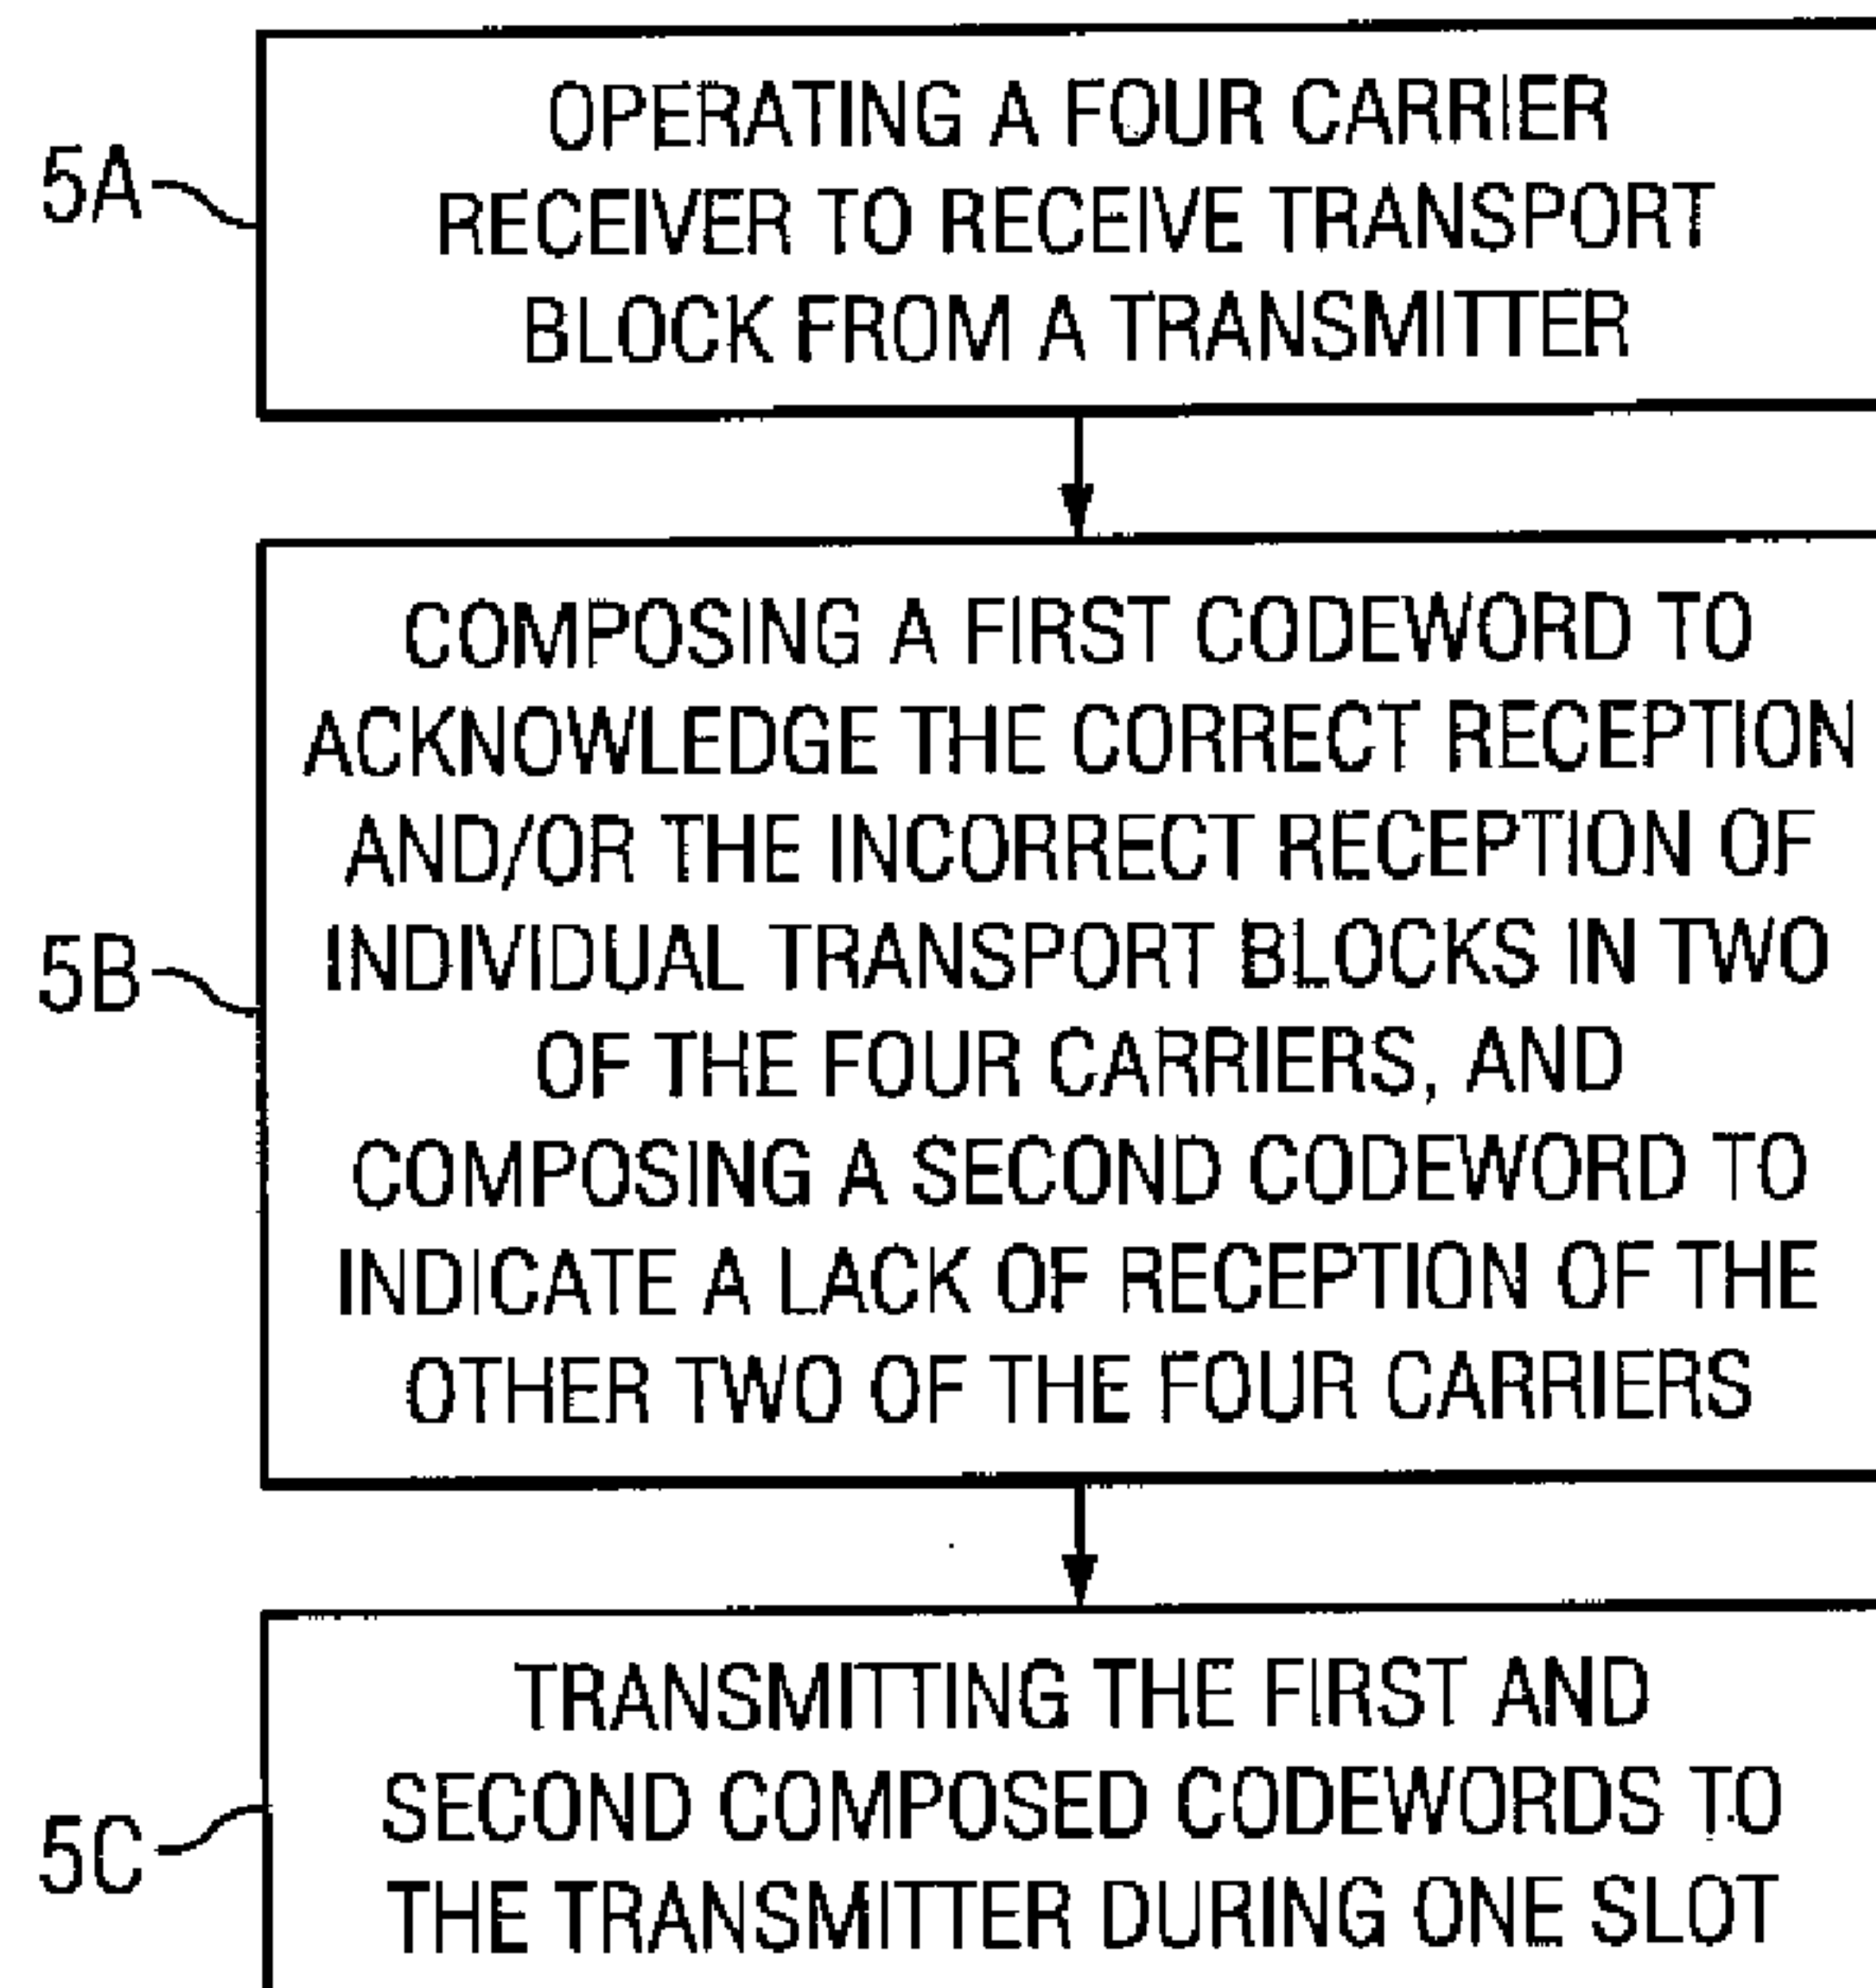 5A
OPERATING A FOUR CARRIER
RECEIVER TO RECEIVE TRANSPORT
BLOCK FROM A TRANSMITTER
5B
COMPOSING A FIRST CODEWORD TO
ACKNOWLEDGE THE CORRECT RECEPTION
AND/OR THE INCORRECT RECEPTION OF
INDIVIDUAL TRANSPORT BLOCKS IN TWO
OF THE FOUR CARRIERS, AND
COMPOSING A SECOND CODEWORD TO
INDICATE A LACK OF RECEPTION OF THE
OTHER TWO OF THE FOUR CARRIERS
5C
TRANSMITTING THE FIRST AND
SECOND COMPOSED CODEWORDS TO
THE TRANSMITTER DURING ONE SLOT